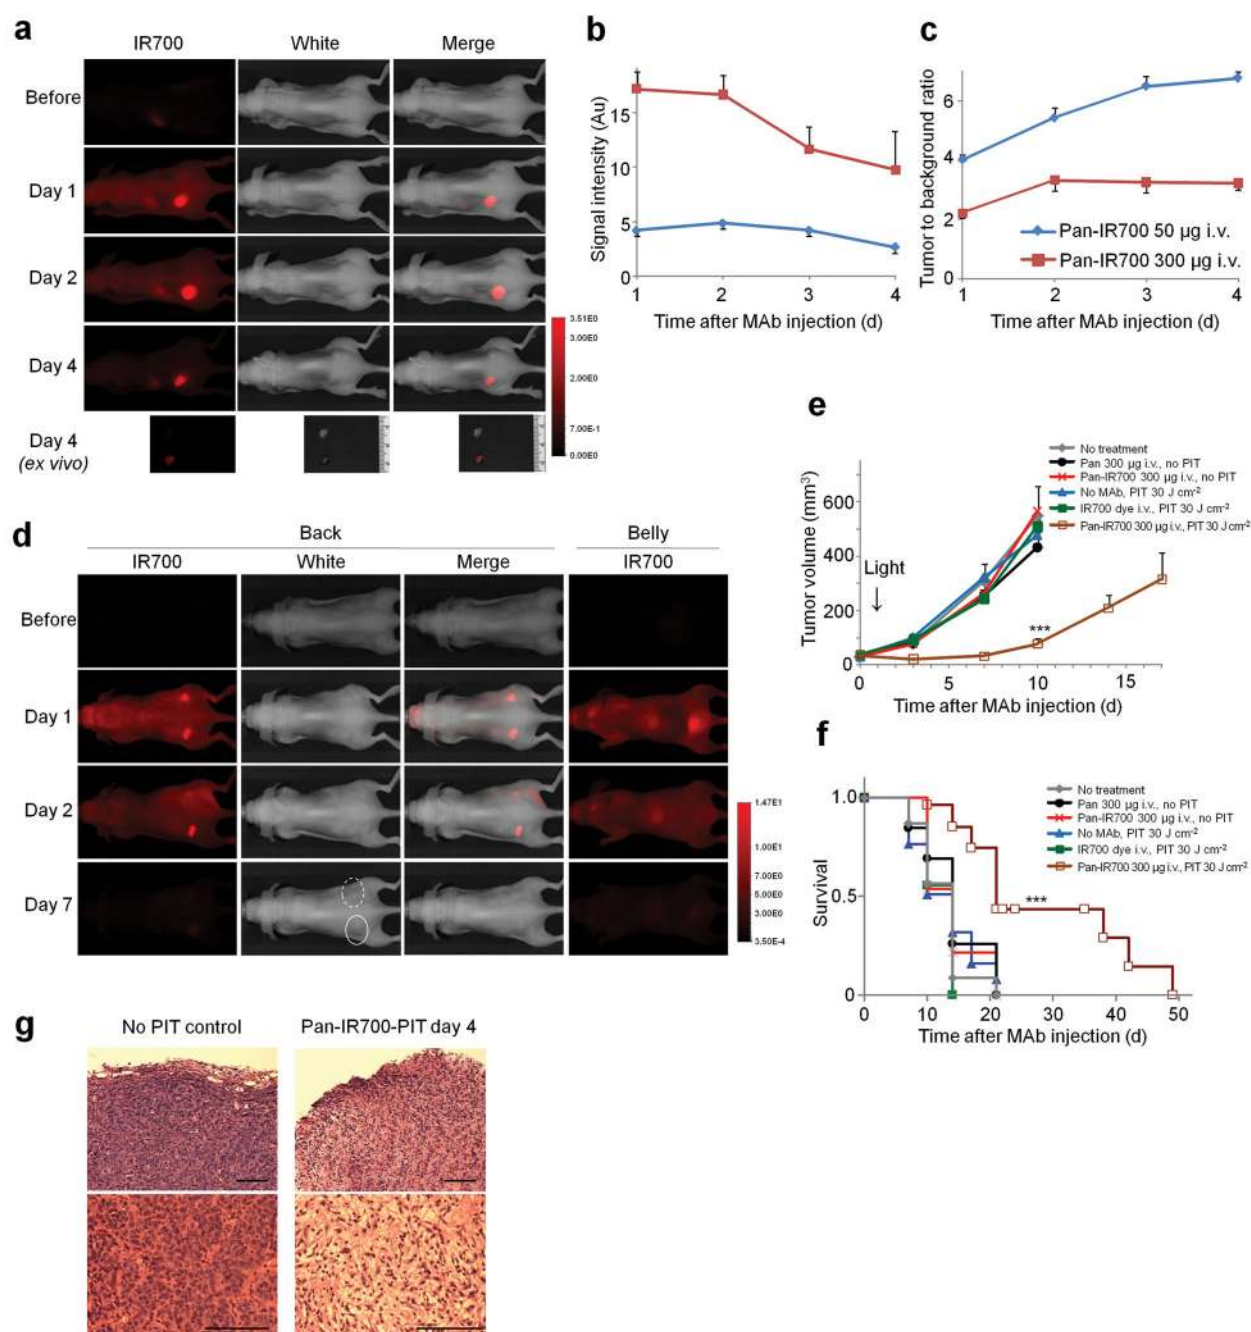 a
IR700 White Merge
Before
Day 1
Day 2
Day 4
Day 4
(ex vivo)
3.51E0
3.00E0
2.00E0
7.00E-1
0.00E0
b
Signal intensity (Au)
15
10
5
0
1 2 3 4
Time after MAb injection (d)
c
Tumor to background ratio
6
4
2
0
Pan-IR700 50 µg i.v.
Pan-IR700 300 µg i.v.
1 2 3 4
Time after MAb injection (d)
d
Back Belly
IR700 White Merge IR700
Before
Day 1
Day 2
Day 7
1.47E1
1.00E1
7.00E0
5.00E0
3.00E0
3.50E-4
e
No treatment
Pan 300 µg i.v., no PIT
Pan-IR700 300 µg i.v., no PIT
No MAb, PIT 30 J cm⁻²
IR700 dye i.v., PIT 30 J cm⁻²
Pan-IR700 300 µg i.v., PIT 30 J cm⁻²
Tumor volume (mm³)
600
400
200
0
Light
***
0 5 10 15
Time after MAb injection (d)
f
No treatment
Pan 300 µg i.v., no PIT
Pan-IR700 300 µg i.v., no PIT
No MAb, PIT 30 J cm⁻²
IR700 dye i.v., PIT 30 J cm⁻²
Pan-IR700 300 µg i.v., PIT 30 J cm⁻²
Survival
1.0
0.5
0
***
0 10 20 30 40 50
Time after MAb injection (d)
g
No PIT control Pan-IR700-PIT day 4